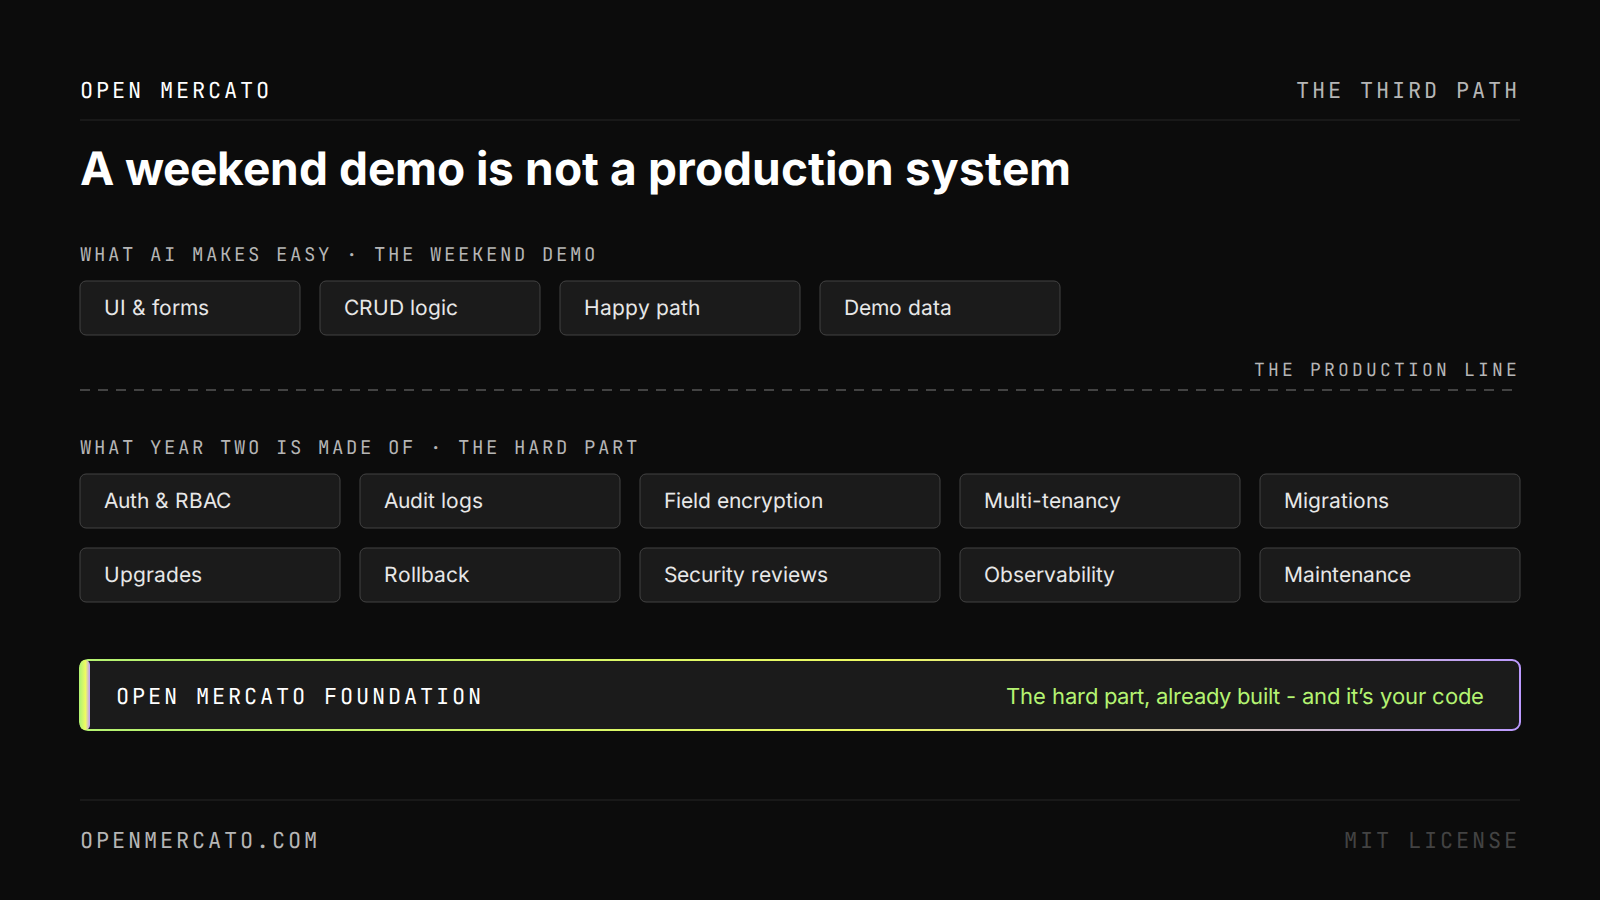 OPEN MERCATO
THE THIRD PATH
A weekend demo is not a production system
WHAT AI MAKES EASY · THE WEEKEND DEMO
UI & forms
CRUD logic
Happy path
Demo data
THE PRODUCTION LINE
WHAT YEAR TWO IS MADE OF · THE HARD PART
Auth & RBAC
Audit logs
Field encryption
Multi-tenancy
Migrations
Upgrades
Rollback
Security reviews
Observability
Maintenance
OPEN MERCATO FOUNDATION
The hard part, already built - and it’s your code
OPENMERCATO.COM
MIT LICENSE